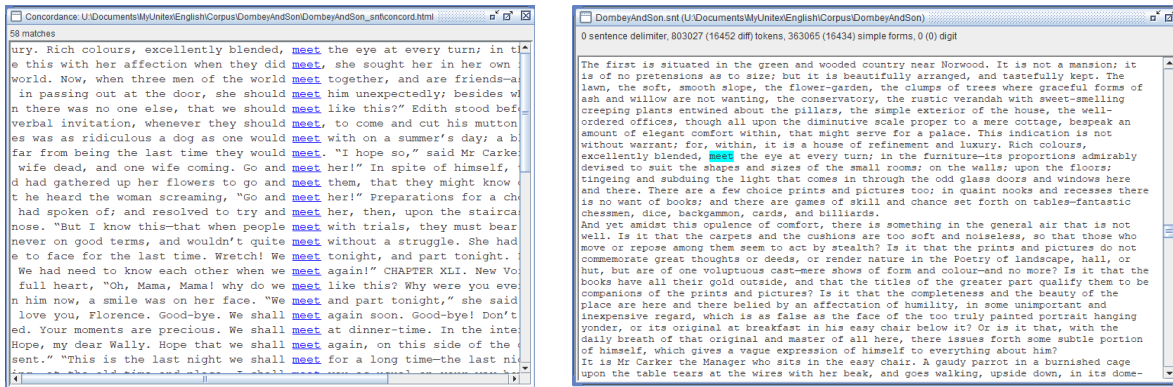 Concordance: U:\Documents\MyUnitex\English\Corpus\DombeyAndSon\DombeyAndSon_snt\concord.html
58 matches
ury. Rich colours, excellently blended, meet the eye at every turn; in th
e this with her affection when they did meet, she sought her in her own
world. Now, when three men of the world meet together, and are friends—a
in passing out at the door, she should meet him unexpectedly; besides wh
n there was no one else, that we should meet like this?” Edith stood befo
verbal invitation, whenever they should meet, to come and cut his mutton
es was as ridiculous a dog as one would meet with on a summer's day; a bi
far from being the last time they would meet. “I hope so,” said Mr Carke
wife dead, and one wife coming. Go and meet her!” In spite of himself,
d had gathered up her flowers to go and meet them, that they might know
t he heard the woman screaming, “Go and meet her!” Preparations for a cho
had spoken of; and resolved to try and meet her, then, upon the stairca
nose. “But I know this—that when people meet with trials, they must bear
never on good terms, and wouldn't quite meet without a struggle. She had
e to face for the last time. Wretch! We meet tonight, and part tonight.
We had need to know each other when we meet again!” CHAPTER XLI. New Vo
full heart, “Oh, Mama, Mama! why do we meet like this? Why were you eve
n him now, a smile was on her face. “We meet and part tonight,” she said
love you, Florence. Good-bye. We shall meet again soon. Good-bye! Don't
ed. Your moments are precious. We shall meet at dinner-time. In the inte
Hope, my dear Wally. Hope that we shall meet again, on this side of the
sent.” “This is the last night we shall meet for a long time—the last nic
DombeyAndSon.snt (U:\Documents\MyUnitex\English\Corpus\DombeyAndSon)
0 sentence delimiter, 803027 (16452 diff) tokens, 363065 (16434) simple forms, 0 (0) digit
The first is situated in the green and wooded country near Norwood. It is not a mansion; it
is of no pretensions as to size; but it is beautifully arranged, and tastefully kept. The
lawn, the soft, smooth slope, the flower-garden, the clumps of trees where graceful forms of
ash and willow are not wanting, the conservatory, the rustic verandah with sweet-smelling
creeping plants entwined about the pillars, the simple exterior of the house, the well-
ordered offices, though all upon the diminutive scale proper to a mere cottage, bespeak an
amount of elegant comfort within, that might serve for a palace. This indication is not
without warrant; for, within, it is a house of refinement and luxury. Rich colours,
excellently blended, meet the eye at every turn; in the furniture—its proportions admirably
devised to suit the shapes and sizes of the small rooms; on the walls; upon the floors;
tingeing and subduing the light that comes in through the odd glass doors and windows here
and there. There are a few choice prints and pictures too; in quaint nooks and recesses there
is no want of books; and there are games of skill and chance set forth on tables—fantastic
chessmen, dice, backgammon, cards, and billiards.
And yet amidst this opulence of comfort, there is something in the general air that is not
well. Is it that the carpets and the cushions are too soft and noiseless, so that those who
move or repose among them seem to act by stealth? Is it that the prints and pictures do not
commemorate great thoughts or deeds, or render nature in the Poetry of landscape, hall, or
hut, but are of one voluptuous cast—mere shows of form and colour—and no more? Is it that the
books have all their gold outside, and that the titles of the greater part qualify them to be
companions of the prints and pictures? Is it that the completeness and the beauty of the
place are here and there belied by an affectation of humility, in some unimportant and
inexpensive regard, which is as false as the face of the too truly painted portrait hanging
yonder, or its original at breakfast in his easy chair below it? Or is it that, with the
daily breath of that original and master of all here, there issues forth some subtle portion
of himself, which gives a vague expression of himself to everything about him?
It is Mr Carker the Manager who sits in the easy chair. A gaudy parrot in a burnished cage
upon the table tears at the wires with her beak, and goes walking, upside down, in its dome-